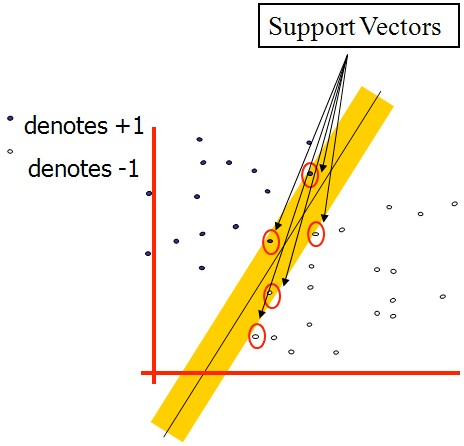 Support Vectors
denotes +1
denotes -1